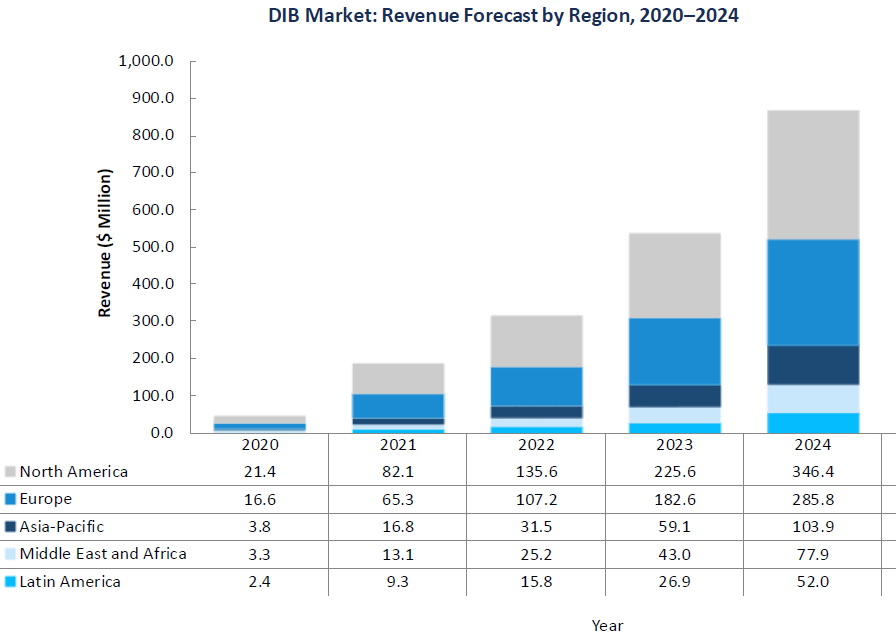 DIB Market: Revenue Forecast by Region, 2020–2024
1,000.0
900.0
800.0
700.0
600.0
500.0
400.0
300.0
200.0
100.0
0.0
Revenue ($ Million)
2020 2021 2022 2023 2024
North America 21.4 82.1 135.6 225.6 346.4
Europe 16.6 65.3 107.2 182.6 285.8
Asia-Pacific 3.8 16.8 31.5 59.1 103.9
Middle East and Africa 3.3 13.1 25.2 43.0 77.9
Latin America 2.4 9.3 15.8 26.9 52.0
Year